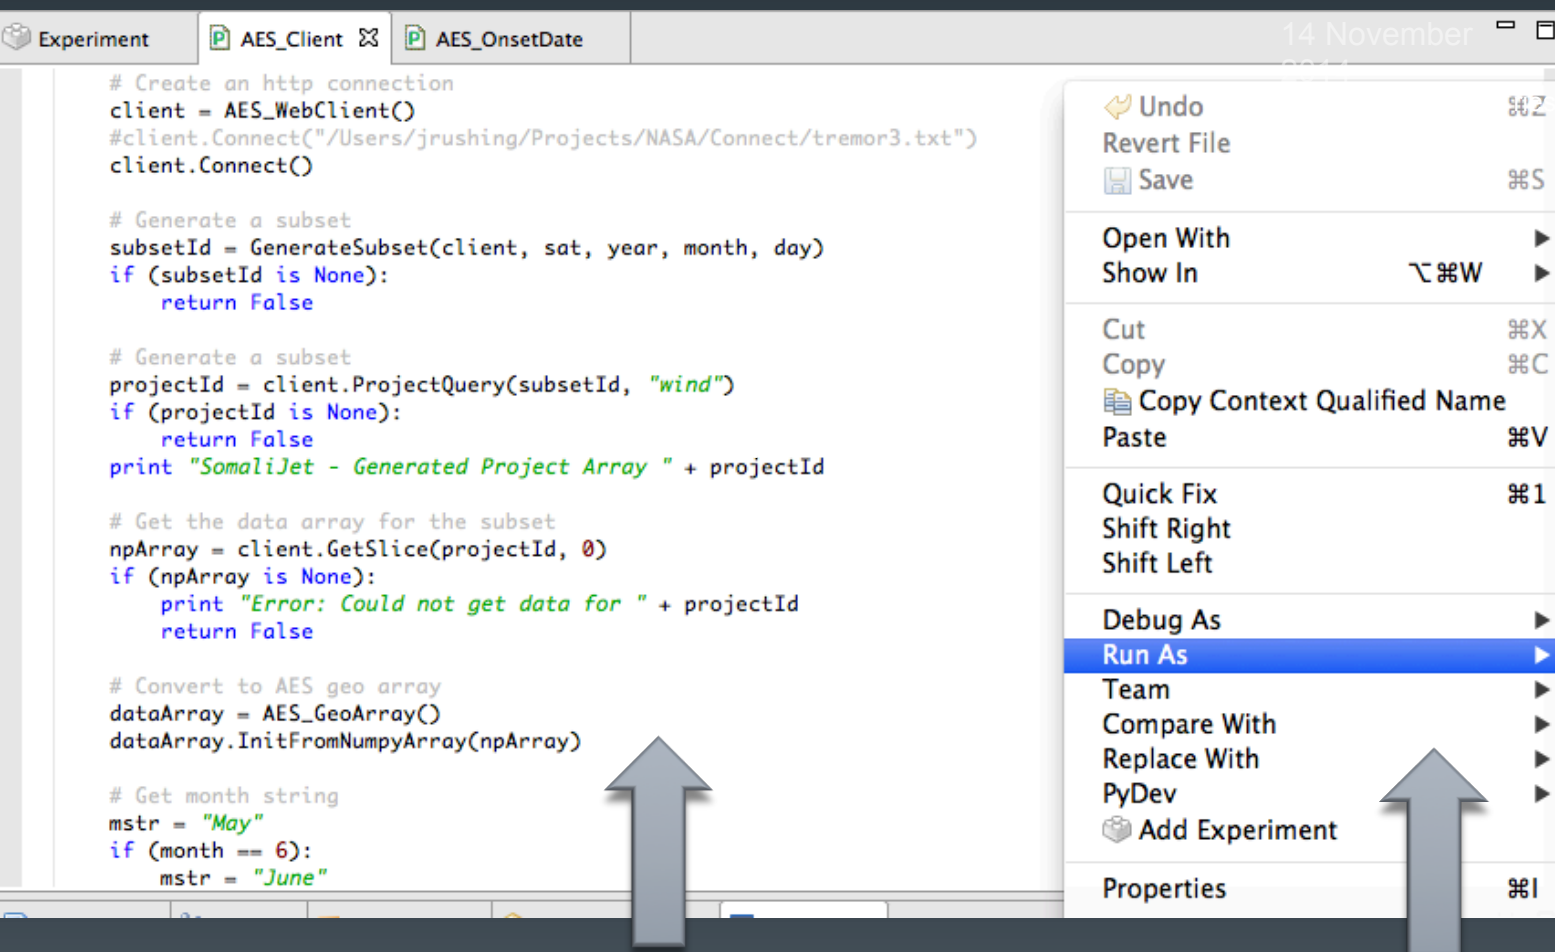 Experiment
AES_Client
AES_OnsetDate
14 November
# Create an http connection
client = AES_WebClient()
#client.Connect("/Users/jrushing/Projects/NASA/Connect/tremor3.txt")
client.Connect()
# Generate a subset
subsetId = GenerateSubset(client, sat, year, month, day)
if (subsetId is None):
    return False
# Generate a subset
projectId = client.ProjectQuery(subsetId, "wind")
if (projectId is None):
    return False
print "SomaliJet - Generated Project Array " + projectId
# Get the data array for the subset
npArray = client.GetSlice(projectId, 0)
if (npArray is None):
    print "Error: Could not get data for " + projectId
    return False
# Convert to AES geo array
dataArray = AES_GeoArray()
dataArray.InitFromNumpyArray(npArray)
# Get month string
mstr = "May"
if (month == 6):
    mstr = "June"
Undo ⌘Z
Revert File
Save ⌘S
Open With
Show In ⌥⌘W
Cut ⌘X
Copy ⌘C
Copy Context Qualified Name
Paste ⌘V
Quick Fix ⌘1
Shift Right
Shift Left
Debug As
Run As
Team
Compare With
Replace With
PyDev
Add Experiment
Properties ⌘I